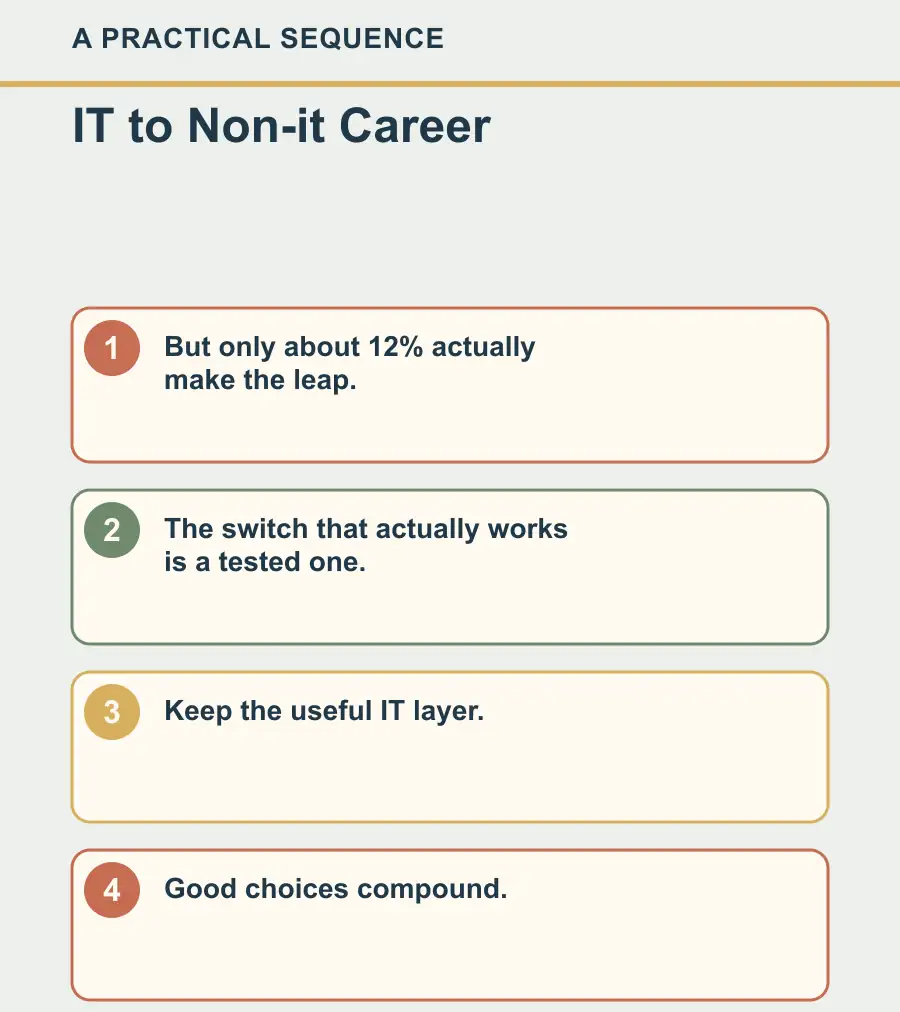 A PRACTICAL SEQUENCE
IT to Non-it Career
1
But only about 12% actually
make the leap.
2
The switch that actually works
is a tested one.
3
Keep the useful IT layer.
4
Good choices compound.